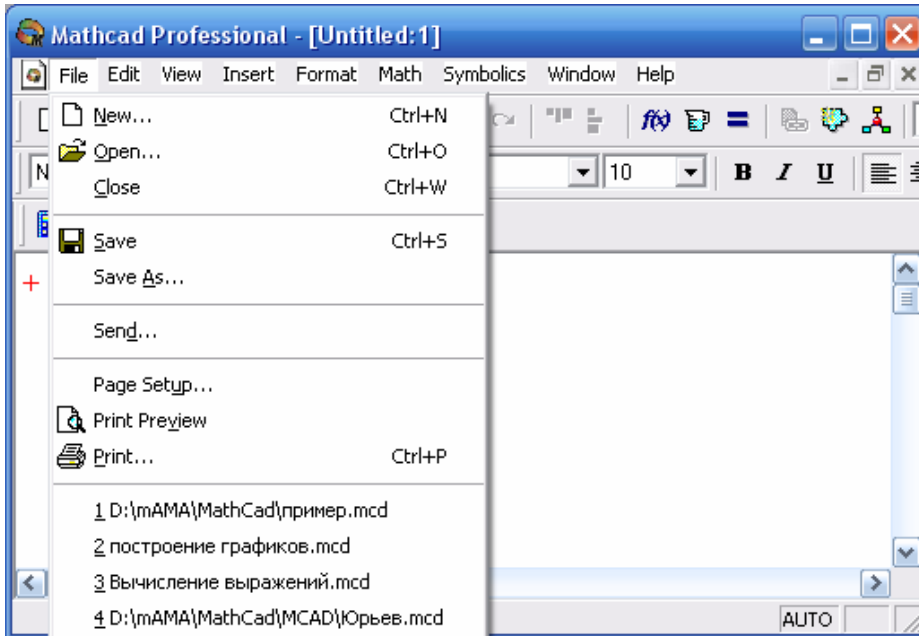 Mathcad Professional - [Untitled:1]
File Edit View Insert Format Math Symbolics Window Help
New... Ctrl+N
f(x)
Open... Ctrl+O
N 10 B I U
Close Ctrl+W
Save Ctrl+S
Save As...
Send...
Page Setup...
Print Preview
Print... Ctrl+P
1 D:\mAMA\MathCad\пример.mcd
2 построение графиков.mcd
3 Вычисление выражений.mcd
4 D:\mAMA\MathCad\MCAD\Юрьев.mcd
AUTO